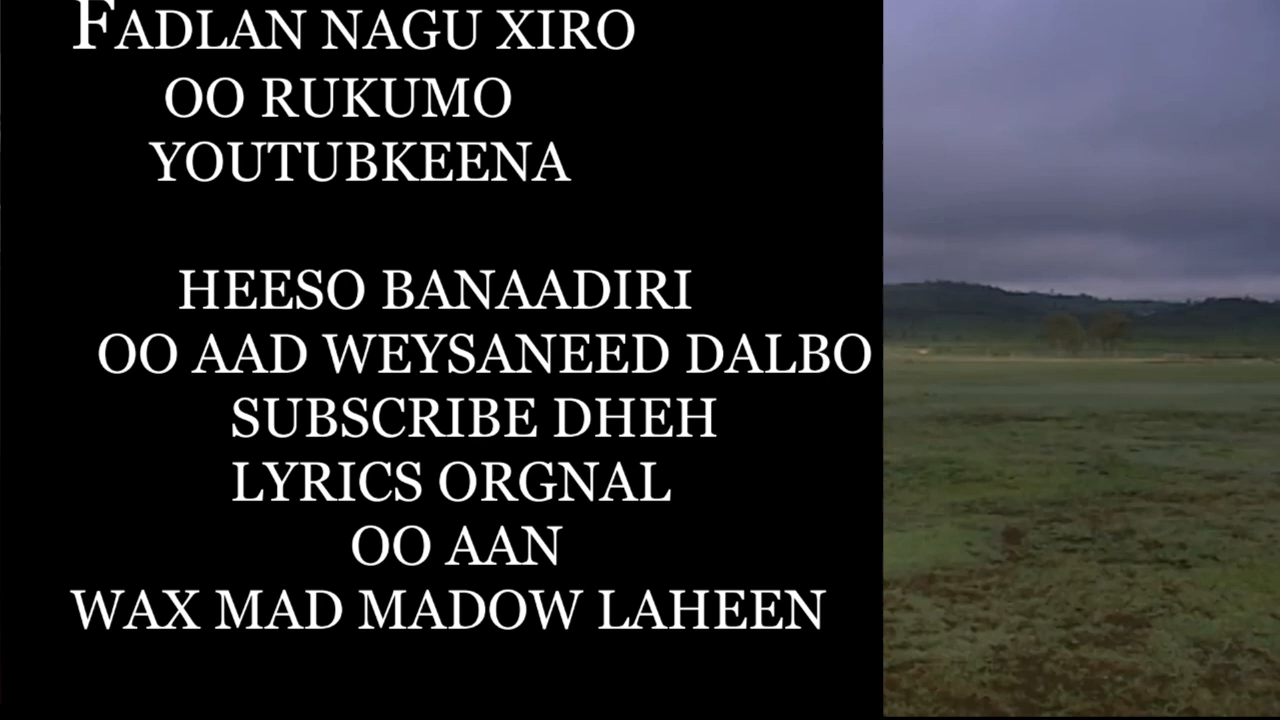 FADLAN NAGU XIRO
OO RUKUMO
YOUTUBKEENA
HEESO BANAADIRI
OO AAD WEYSANEED DALBO
SUBSCRIBE DHEH
LYRICS ORGNAL
OO AAN
WAX MAD MADOW LAHEEN